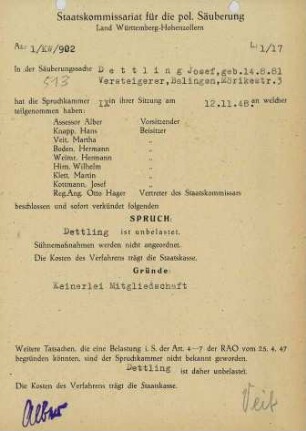 Staatskommissariat für die pol. Säuberung
Land Württemberg-Hohenzollern
Az.: 1/KW/902
L: 1/17
In der Säuberungssache Dettling Josef, geb. 14.8.81
513 Versteigerer, Balingen, Mörikestr. 3
hat die Spruchkammer II in ihrer Sitzung am 12.11.48. an welcher
teilgenommen haben:
Assessor Alber Vorsitzender
Knapp. Hans Beisitzer
Veit. Martha „
Boden. Hermann „
Weimr. Hermann „
Hirn. Wilhelm „
Klett. Martin „
Kotmann. Josef „
Reg.Ang. Otto Hager Vertreter des Staatskommissars
beschlossen und sofort verkündet folgenden
SPRUCH:
Dettling ist unbelastet.
Sühnemaßnahmen werden nicht angeordnet.
Die Kosten des Verfahrens trägt die Staatskasse.
Gründe:
Keinerlei Mitgliedschaft
Weitere Tatsachen, die eine Belastung i. S. der Art. 4—7 der RAO vom 25. 4. 47
begründen könnten, sind der Spruchkammer nicht bekannt geworden.
Dettling ist daher unbelastet.
Die Kosten des Verfahrens trägt die Staatskasse.
Alber
Veit